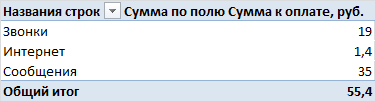 Названия строк Сумма по полю Сумма к оплате, руб.
Звонки 19
Интернет 1,4
Сообщения 35
Общий итог 55,4